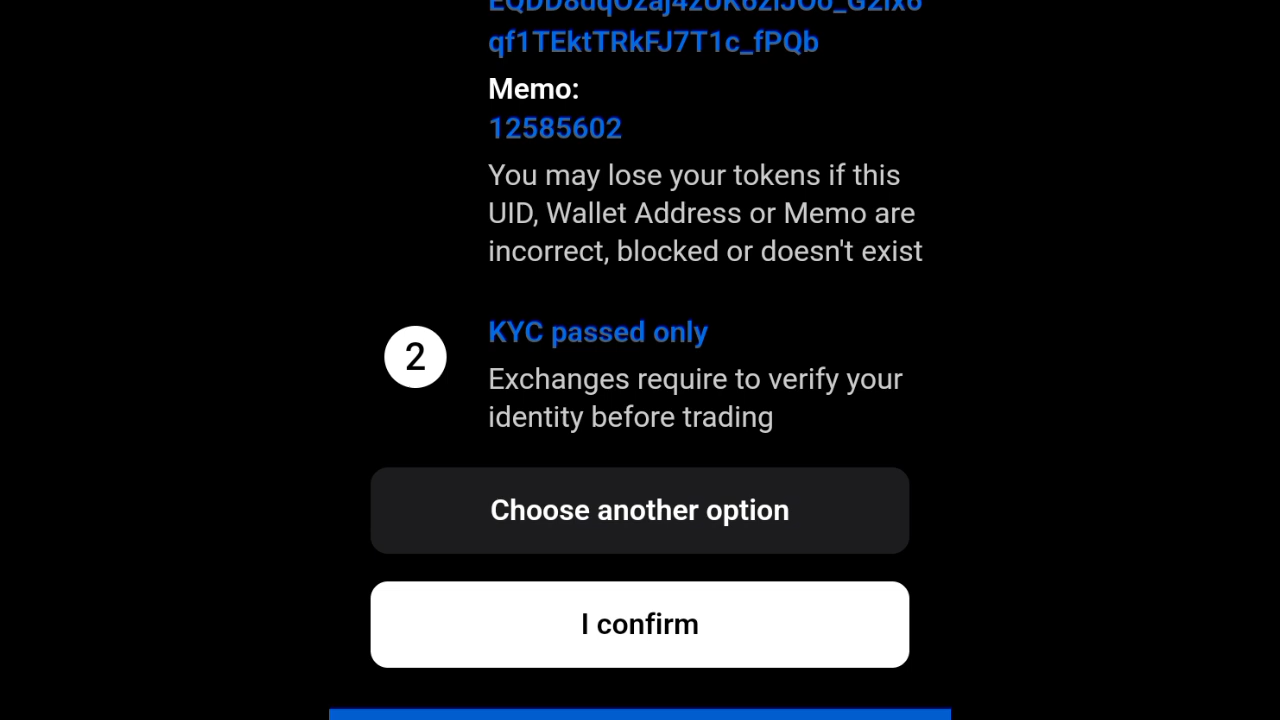 qf1TEktTRkFJ7T1c_fPQb
Memo:
12585602
You may lose your tokens if this
UID, Wallet Address or Memo are
incorrect, blocked or doesn't exist
2
KYC passed only
Exchanges require to verify your
identity before trading
Choose another option
I confirm